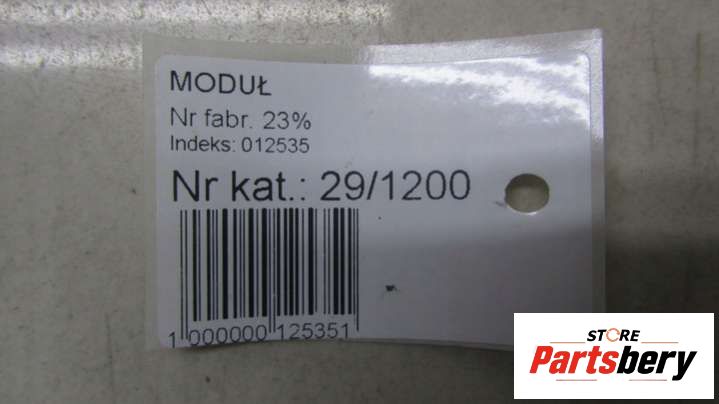 MODUŁ
Nr fabr. 23%
Indeks: 012535
Nr kat.: 29/1200
1 000000 125351
STORE
Partsbery